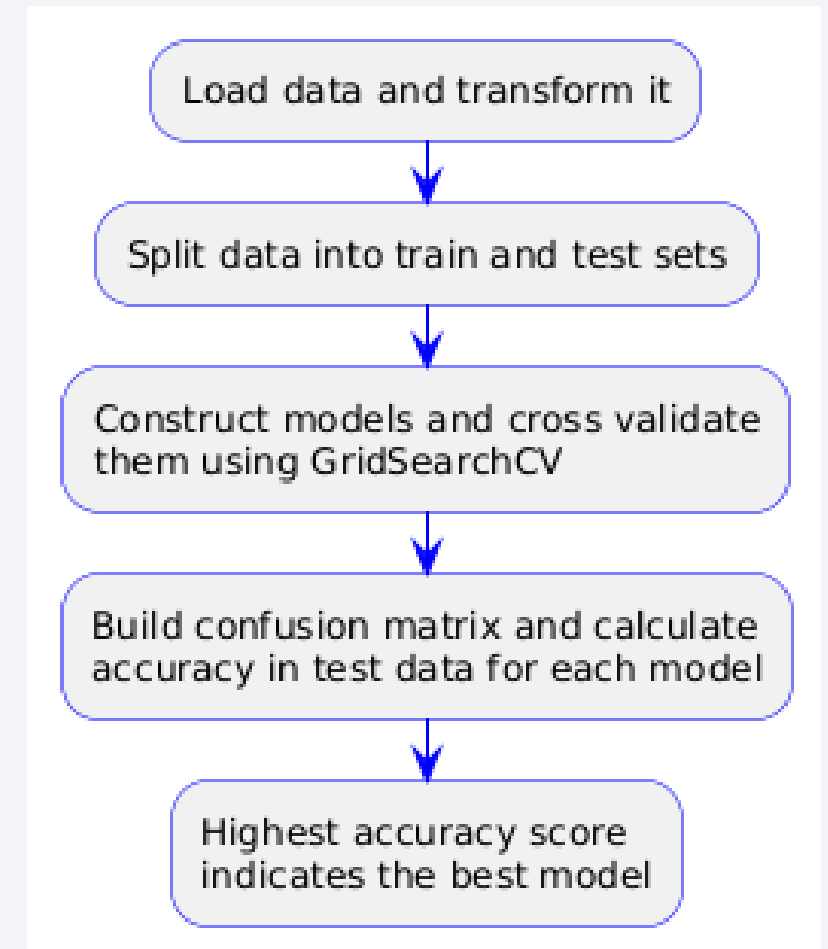 Load data and transform it
Split data into train and test sets
Construct models and cross validate
them using GridSearchCV
Build confusion matrix and calculate
accuracy in test data for each model
Highest accuracy score
indicates the best model